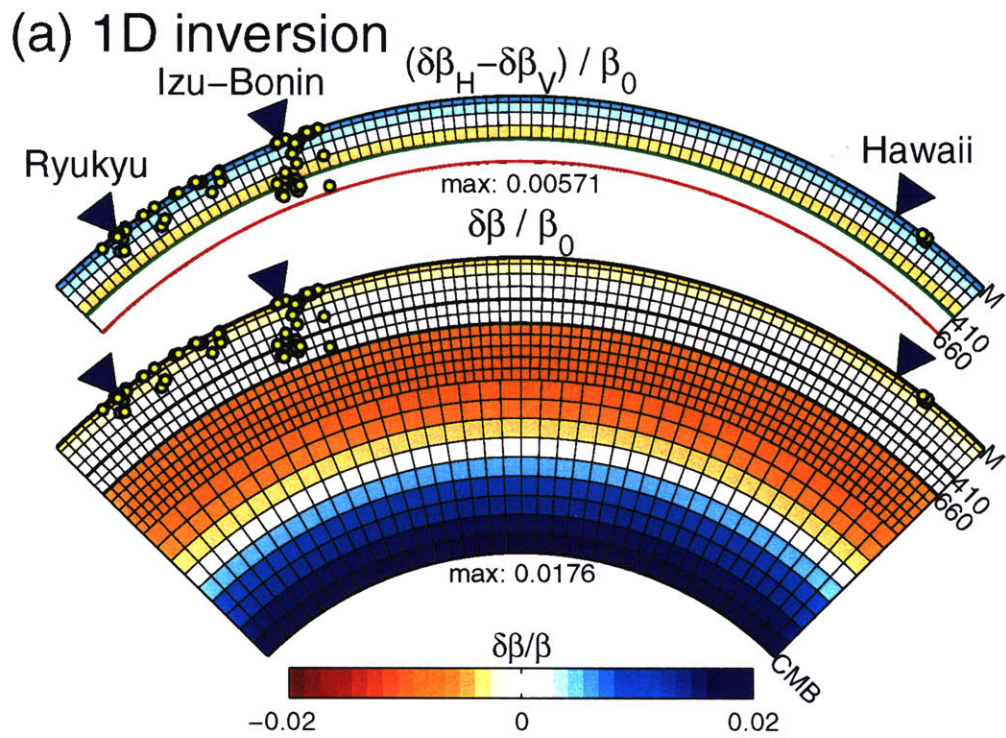 (a) 1D inversion
Izu-Bonin
(δβH-δβV) / β0
Ryukyu
Hawaii
max: 0.00571
δβ / β0
M
410
660
M
410
660
max: 0.0176
CMB
δβ/β
-0.02
0
0.02